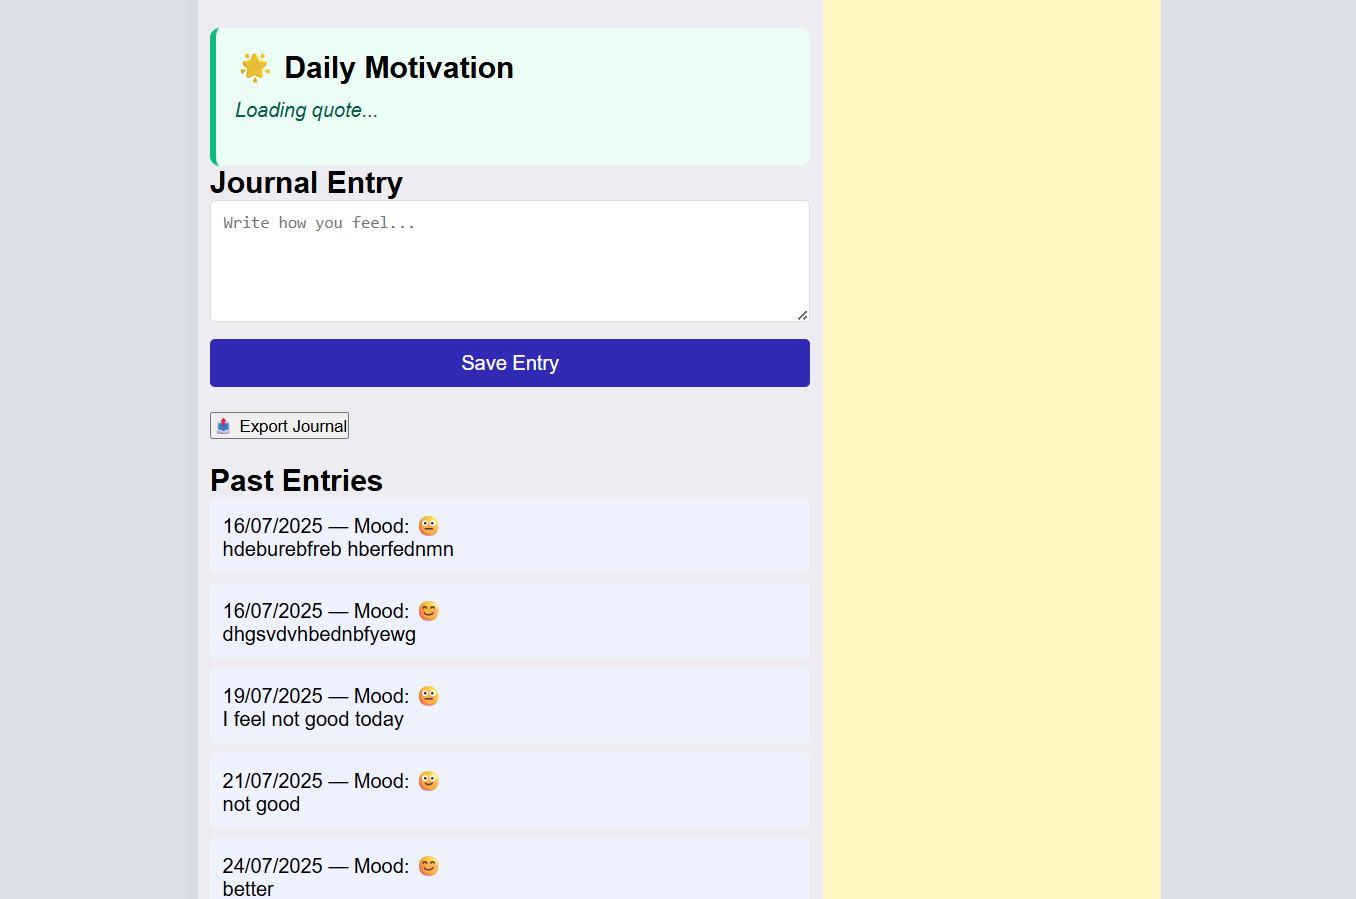 🌟 Daily Motivation
Loading quote...
Journal Entry
Write how you feel...
Save Entry
📤 Export Journal
Past Entries
16/07/2025 — Mood: 😐
hdeburebfreb hberfednmn
16/07/2025 — Mood: 😊
dhgsvdvhbednbfyewg
19/07/2025 — Mood: 😐
I feel not good today
21/07/2025 — Mood: 🙂
not good
24/07/2025 — Mood: 😊
better